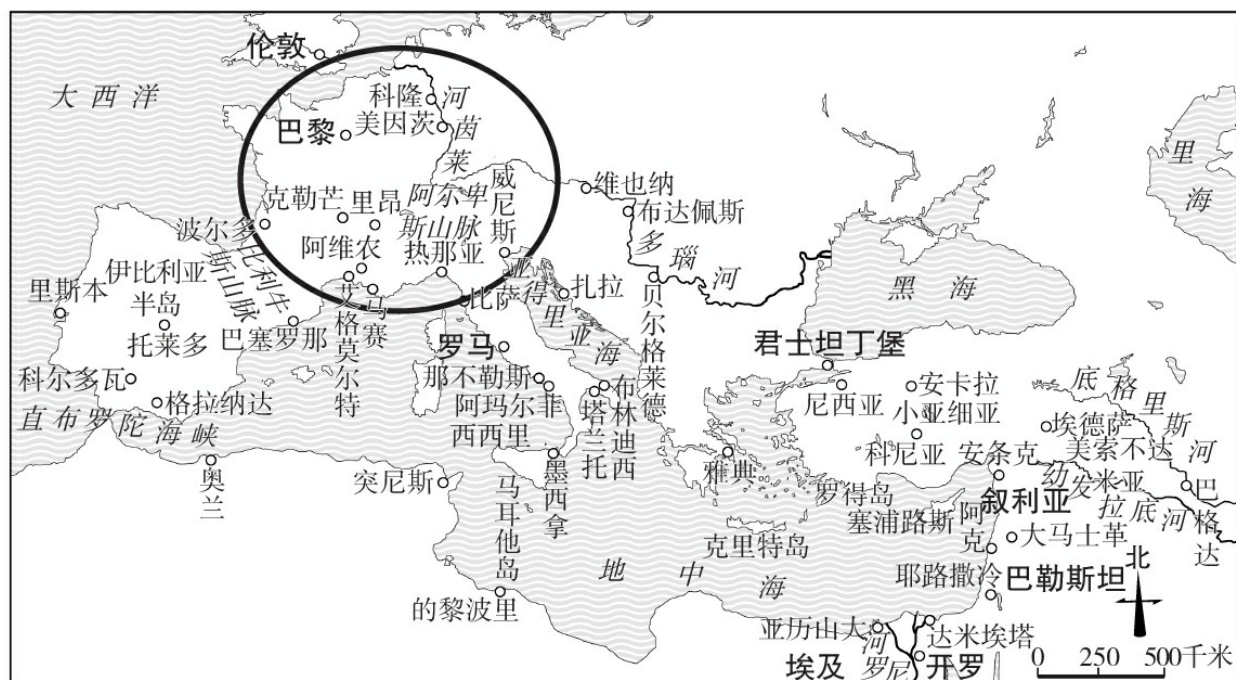 伦敦
大西洋
科隆
河
美因茨
茵
巴黎
莱
里
海
威
尼
斯
维也纳
克勒芒
里昂
阿尔卑
斯山脉
布达佩斯
波尔多
阿维农
热那亚
多
瑙
河
比利牛
斯山脉
伊比利亚
半岛
里斯本
托莱多
巴塞罗那
艾格莫尔特
马赛
比萨
亚
得
里
亚
海
扎拉
贝尔格莱德
黑海
罗马
君士坦丁堡
科尔多瓦
格拉纳达
直布罗陀海峡
那不勒斯
阿玛尔菲
西西里
塔兰托
布林迪西
尼西亚
安卡拉
小亚细亚
底
格
里
斯
河
埃德萨
美索不达
米亚
科尼亚
安条克
幼
发
拉
底
河
巴格达
奥兰
突尼斯
马耳他岛
墨西拿
雅典
罗得岛
塞浦路斯
叙利亚
阿克
大马士革
克里特岛
地中海
耶路撒冷
巴勒斯坦
北
的黎波里
亚历山大
河
罗
尼
达米埃塔
埃及
开罗
0 250 500千米